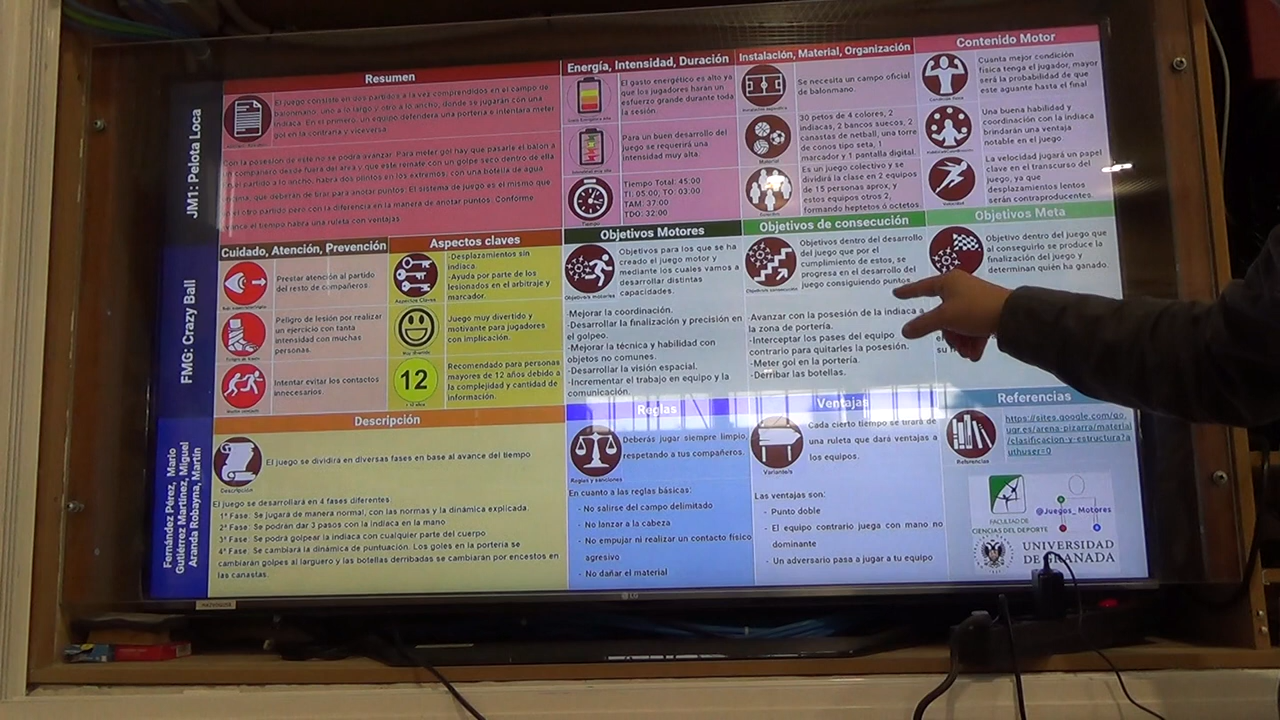 JM1: Pelota Loca
FMG: Crazy Ball
Fernández Pérez, Mario
Gutiérrez Martínez, Miguel
Aranda Robayna, Martín
Resumen
El juego consiste en dos partidos a la vez comprendidos en el campo de
balonmano, uno a lo largo y otro a lo ancho, donde se jugarán con una
indiaca. En el primero, un equipo defenderá una portería e intentará meter
gol en la contraria y viceversa.
Con la posesión de este no se podrá avanzar. Para meter gol hay que pasarle el balón a
un compañero desde fuera del área y que este remate con un golpe seco dentro de ella
el partido a lo ancho, habrá dos pilotos en los extremos, con una botella de agua
encima, que deberán de tirar para anotar puntos. El sistema de juego es el mismo que
otro partido pero con la diferencia en la manera de anotar puntos. Conforme
avance el tiempo habrá una ruleta con ventajas.
Energía, Intensidad, Duración
El gasto energético es alto ya
que los jugadores harán un
esfuerzo grande durante toda
la sesión.
Para un buen desarrollo del
juego se requerirá una
intensidad muy alta.
Tiempo Total: 45:00
TI: 05:00; TO: 03:00
TAM: 37:00
TDO: 32:00
Tiempo
Instalación, Material, Organización
Se necesita un campo oficial
de balonmano.
30 petos de 4 colores, 2
indiacas, 2 bancos suecos, 2
canastas de netball, una torre
de conos tipo seta, 1
marcador y 1 pantalla digital.
Material
Es un juego colectivo y se
dividirá la clase en 2 equipos
de 15 personas aprox, y
estos equipos otros 2,
formando heptetos ó octetos.
Contenido Motor
Cuanta mejor condición
física tenga el jugador, mayor
será la probabilidad de que
este aguante hasta el final
Condición física
Una buena habilidad y
coordinación con la indiaca
brindarán una ventaja
notable en el juego.
La velocidad jugará un papel
clave en el transcurso del
juego, ya que
desplazamientos lentos
serán contraproducentes.
Velocidad
Cuidado, Atención, Prevención
Prestar atención al partido
del resto de compañeros.
Peligro de lesión por realizar
un ejercicio con tanta
intensidad con muchas
personas.
Intentar evitar los contactos
innecesarios.
Aspectos claves
-Desplazamientos sin
indiaca.
-Ayuda por parte de los
lesionados en el arbitraje y
marcador.
Aspectos Claves
Juego muy divertido y
motivante para jugadores
con implicación.
Muy divertido
12
Recomendado para personas
mayores de 12 años debido a
la complejidad y cantidad de
información.
Objetivos Motores
Objetivos para los que se ha
creado el juego motor y
mediante los cuales vamos a
desarrollar distintas
capacidades.
Objetivos motores
-Mejorar la coordinación.
-Desarrollar la finalización y precisión en
el golpeo.
-Mejorar la técnica y habilidad con
objetos no comunes.
-Desarrollar la visión espacial.
-Incrementar el trabajo en equipo y la
comunicación.
Objetivos de consecución
Objetivos dentro del desarrollo
del juego que por el
cumplimiento de estos, se
progresa en el desarrollo del
juego consiguiendo puntos.
Objetivos consecución
-Avanzar con la posesión de la indiaca a
la zona de portería.
-Interceptar los pases del equipo
contrario para quitarles la posesión.
-Meter gol en la portería.
-Derribar las botellas.
Objetivos Meta
Objetivo dentro del juego que
al conseguirlo se produce la
finalización del juego y
determinan quién ha ganado.
Descripción
El juego se dividirá en diversas fases en base al avance del tiempo
Descripción
El juego se desarrollará en 4 fases diferentes.
1ª Fase: Se jugará de manera normal, con las normas y la dinámica explicada.
2ª Fase: Se podrán dar 3 pasos con la indiaca en la mano
3ª Fase: Se podrá golpear la indiaca con cualquier parte del cuerpo
4ª Fase: Se cambiará la dinámica de puntuación. Los goles en la portería se
cambiarán golpes al larguero y las botellas derribadas se cambiarán por encestos en
las canastas.
Reglas
Deberás jugar siempre limpio,
respetando a tus compañeros.
Reglas y sanciones
En cuanto a las reglas básicas:
- No salirse del campo delimitado
- No lanzar a la cabeza
- No empujar ni realizar un contacto físico
agresivo
- No dañar el material
Ventajas
Cada cierto tiempo se tirará de
una ruleta que dará ventajas a
los equipos.
Variante/s
Las ventajas son:
- Punto doble
- El equipo contrario juega con mano no
dominante
- Un adversario pasa a jugar a tu equipo
Referencias
https://sites.google.com/go.
ugr.es/arena-pizarra/material
/clasificacion-y-estructura?a
uthuser=0
Referencias
FACULTAD DE
CIENCIAS DEL DEPORTE
@Juegos_Motores
UNIVERSIDAD
DE GRANADA
LG